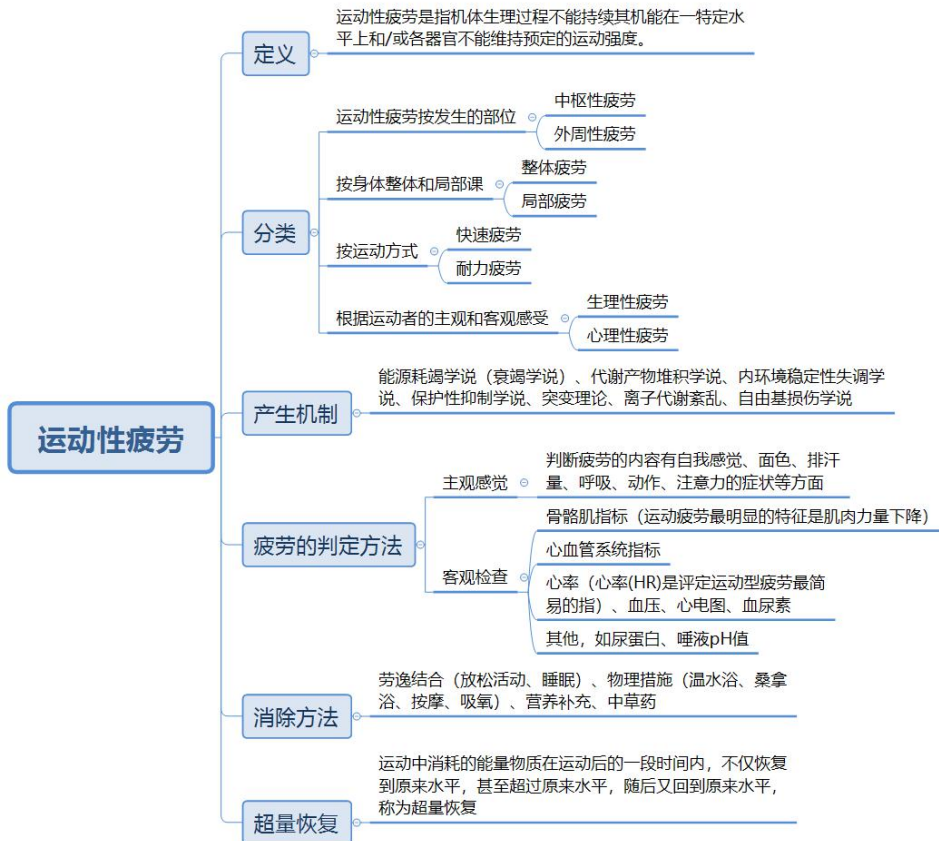 运动性疲劳
定义
运动性疲劳是指机体生理过程不能持续其机能在一特定水
平上和/或各器官不能维持预定的运动强度。
分类
运动性疲劳按发生的部位
中枢性疲劳
外周性疲劳
按身体整体和局部课
整体疲劳
局部疲劳
按运动方式
快速疲劳
耐力疲劳
根据运动者的主观和客观感受
生理性疲劳
心理性疲劳
产生机制
能源耗竭学说（衰竭学说）、代谢产物堆积学说、内环境稳定性失调学
说、保护性抑制学说、突变理论、离子代谢紊乱、自由基损伤学说
疲劳的判定方法
主观感觉
判断疲劳的内容有自我感觉、面色、排汗
量、呼吸、动作、注意力的症状等方面
客观检查
骨骼肌指标（运动疲劳最明显的特征是肌肉力量下降）
心血管系统指标
心率（心率(HR)是评定运动型疲劳最简
易的指）、血压、心电图、血尿素
其他，如尿蛋白、唾液pH值
消除方法
劳逸结合（放松活动、睡眠）、物理措施（温水浴、桑拿
浴、按摩、吸氧）、营养补充、中草药
超量恢复
运动中消耗的能量物质在运动后的一段时间内，不仅恢复
到原来水平，甚至超过原来水平，随后又回到原来水平，
称为超量恢复